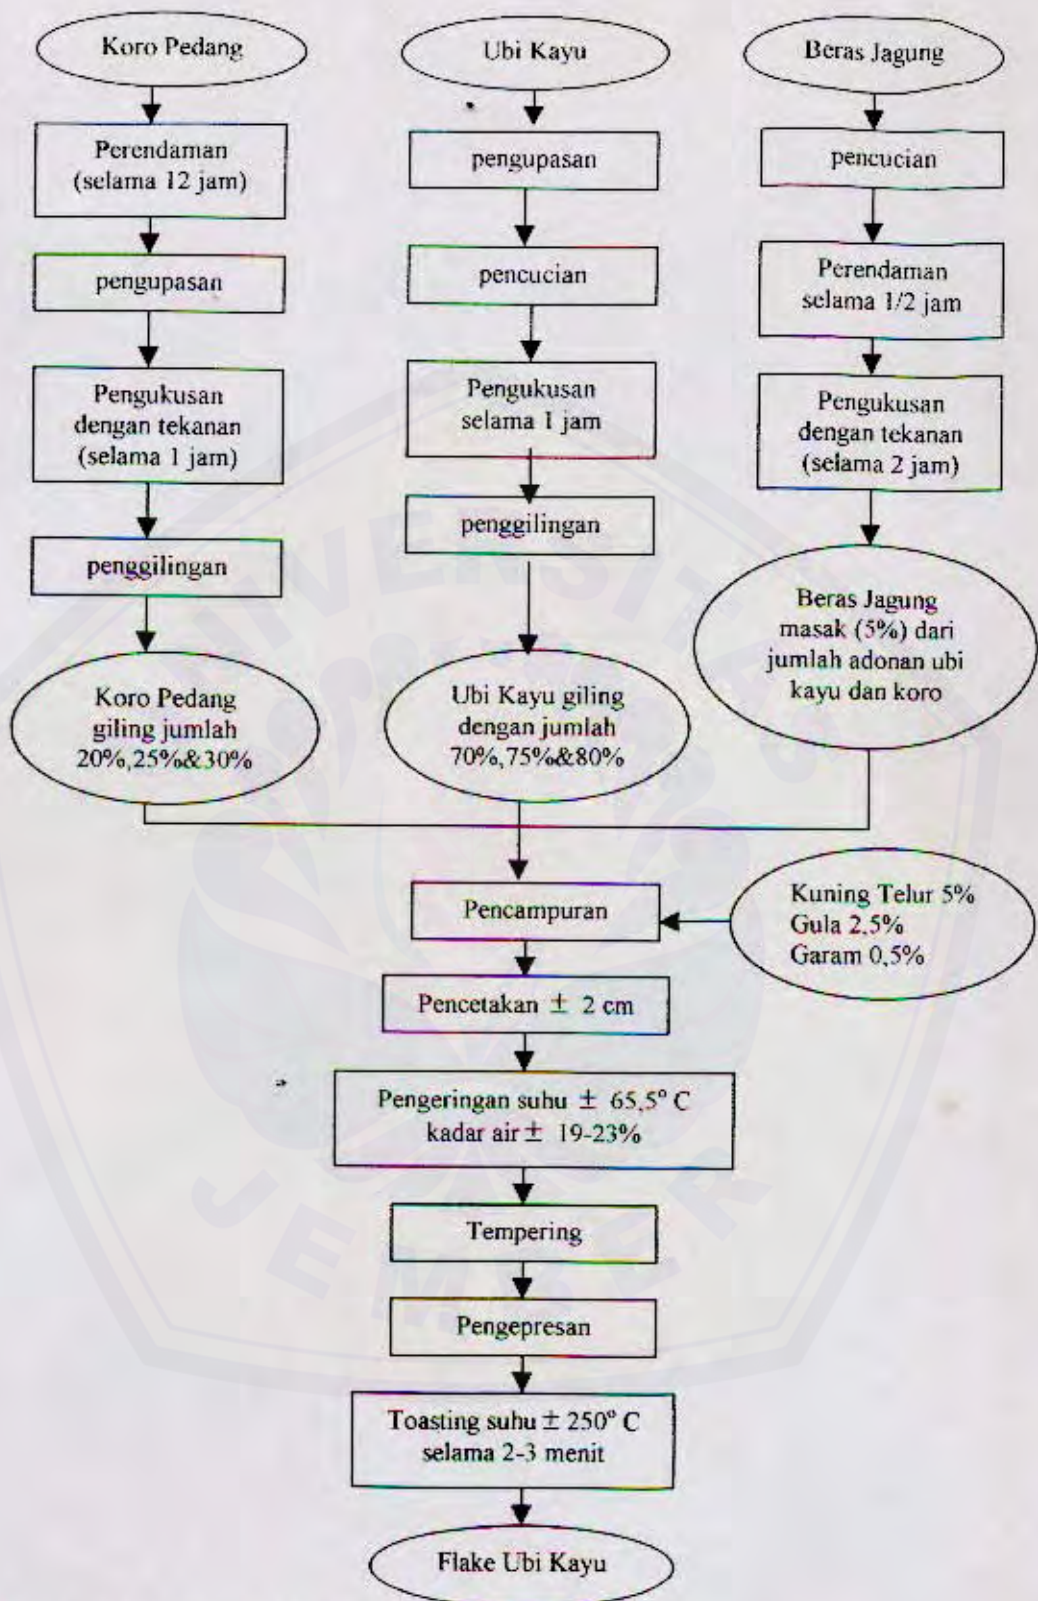 Koro Pedang
Perendaman
(selama 12 jam)
pengupasan
Pengukusan
dengan tekanan
(selama 1 jam)
penggilingan
Koro Pedang
giling jumlah
20%,25%&30%
Ubi Kayu
pengupasan
pencucian
Pengukusan
selama 1 jam
penggilingan
Ubi Kayu giling
dengan jumlah
70%,75%&80%
Beras Jagung
pencucian
Perendaman
selama 1/2 jam
Pengukusan
dengan tekanan
(selama 2 jam)
Beras Jagung
masak (5%) dari
jumlah adonan ubi
kayu dan koro
Pencampuran
Kuning Telur 5%
Gula 2,5%
Garam 0,5%
Pencetakan ± 2 cm
Pengeringan suhu ± 65,5° C
kadar air ± 19-23%
Tempering
Pengepresan
Toasting suhu ± 250° C
selama 2-3 menit
Flake Ubi Kayu
UNIVERSITAS
JEMBER